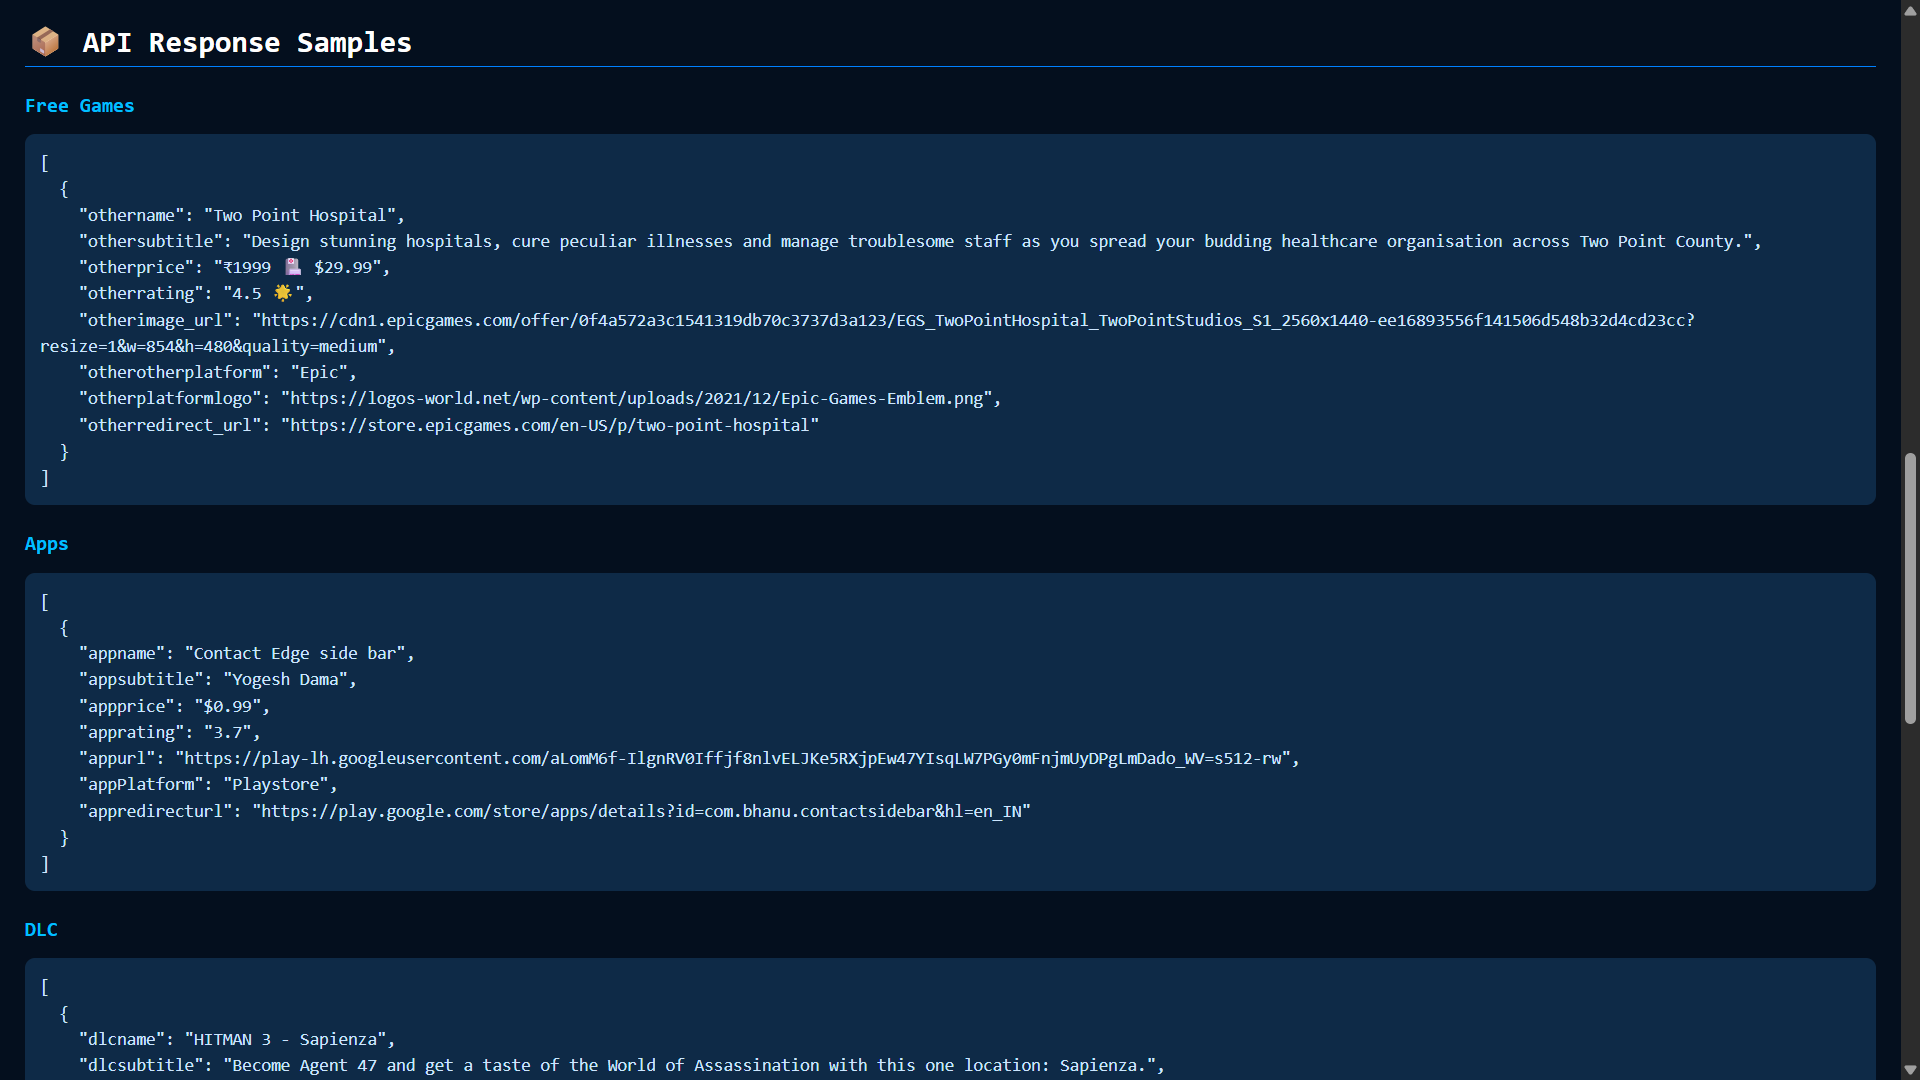 📦 API Response Samples
Free Games
[
  {
    "othername": "Two Point Hospital",
    "othersubtitle": "Design stunning hospitals, cure peculiar illnesses and manage troublesome staff as you spread your budding healthcare organisation across Two Point County.",
    "otherprice": "₹1999 🏮 $29.99",
    "otherrating": "4.5 🌟",
    "otherimage_url": "https://cdn1.epicgames.com/offer/0f4a572a3c1541319db70c3737d3a123/EGS_TwoPointHospital_TwoPointStudios_S1_2560x1440-ee16893556f141506d548b32d4cd23cc?
resize=1&w=854&h=480&quality=medium",
    "otherotherplatform": "Epic",
    "otherplatformlogo": "https://logos-world.net/wp-content/uploads/2021/12/Epic-Games-Emblem.png",
    "otherredirect_url": "https://store.epicgames.com/en-US/p/two-point-hospital"
  }
]
Apps
[
  {
    "appname": "Contact Edge side bar",
    "appsubtitle": "Yogesh Dama",
    "appprice": "$0.99",
    "apprating": "3.7",
    "appurl": "https://play-lh.googleusercontent.com/aLomM6f-IlgnRV0Iffjf8nlvELJKe5RXjpEw47YIsqLW7PGy0mFnjmUyDPgLmDado_WV=s512-rw",
    "appPlatform": "Playstore",
    "appredirecturl": "https://play.google.com/store/apps/details?id=com.bhanu.contactsidebar&hl=en_IN"
  }
]
DLC
[
  {
    "dlcname": "HITMAN 3 - Sapienza",
    "dlcsubtitle": "Become Agent 47 and get a taste of the World of Assassination with this one location: Sapienza.",